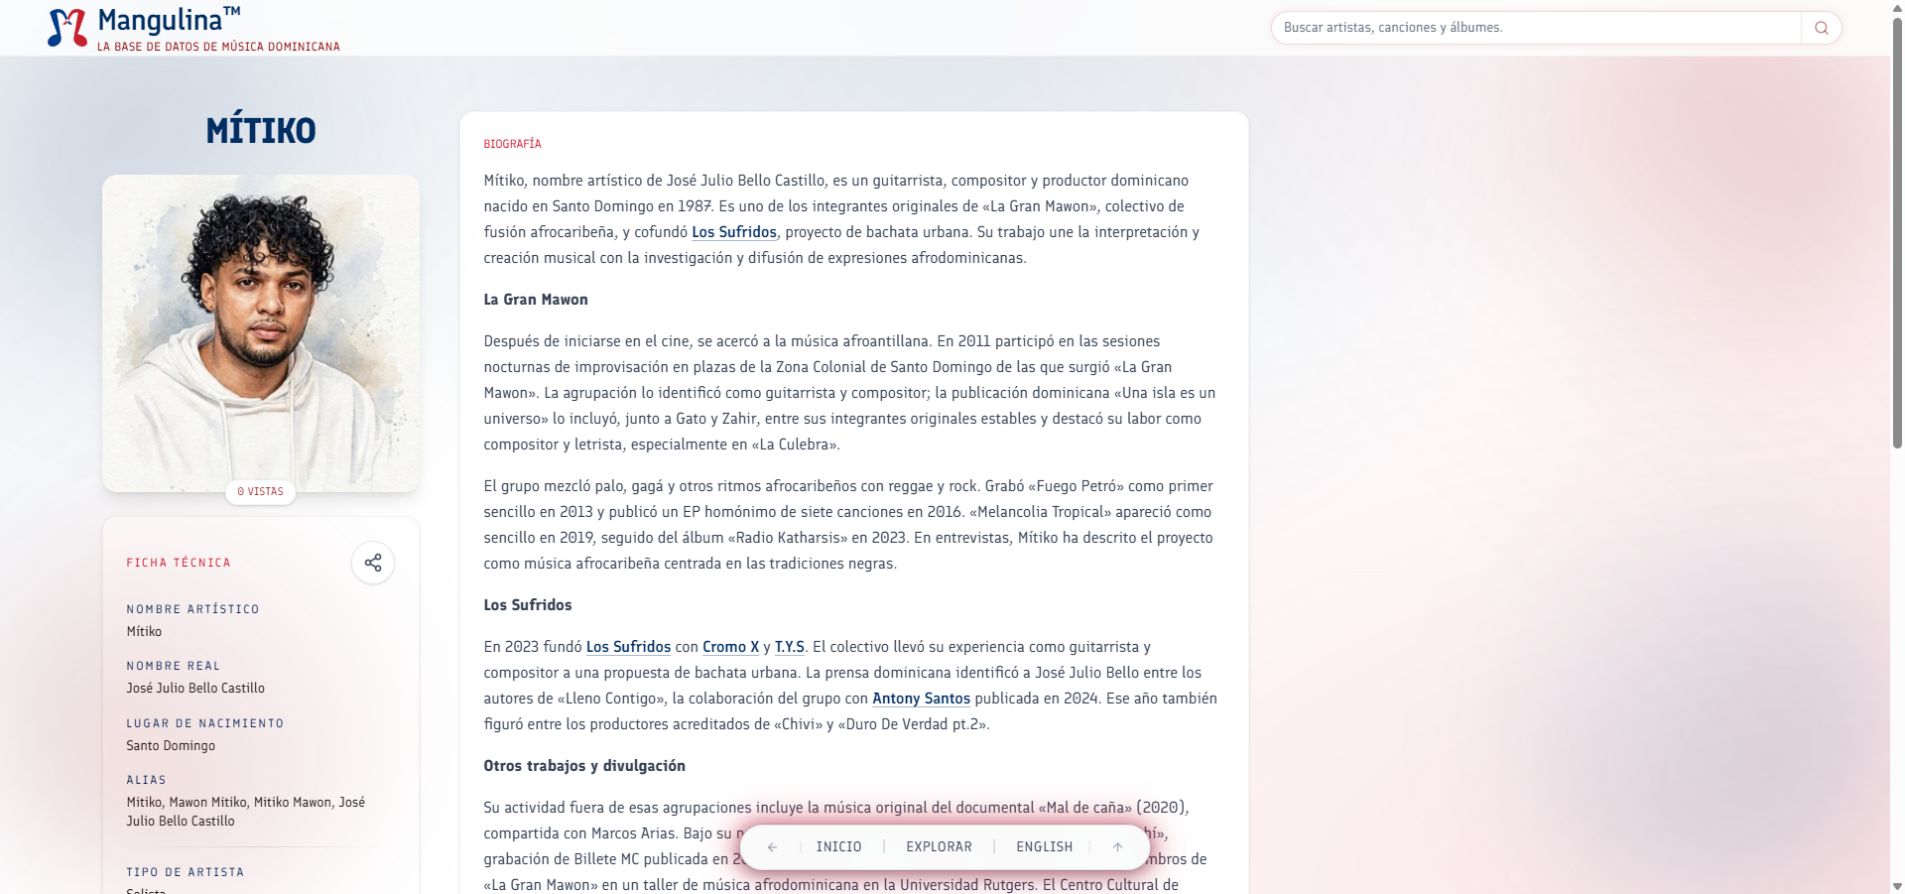 Mangulina™
LA BASE DE DATOS DE MÚSICA DOMINICANA
Buscar artistas, canciones y álbumes.
MÍTIKO
0 VISTAS
FICHA TÉCNICA
NOMBRE ARTÍSTICO
Mítiko
NOMBRE REAL
José Julio Bello Castillo
LUGAR DE NACIMIENTO
Santo Domingo
ALIAS
Mitiko, Mawon Mitiko, Mitiko Mawon, José
Julio Bello Castillo
TIPO DE ARTISTA
Solista
BIOGRAFÍA
Mítiko, nombre artístico de José Julio Bello Castillo, es un guitarrista, compositor y productor dominicano
nacido en Santo Domingo en 1987. Es uno de los integrantes originales de «La Gran Mawon», colectivo de
fusión afrocaribeña, y cofundó Los Sufridos, proyecto de bachata urbana. Su trabajo une la interpretación y
creación musical con la investigación y difusión de expresiones afrodominicanas.
La Gran Mawon
Después de iniciarse en el cine, se acercó a la música afroantillana. En 2011 participó en las sesiones
nocturnas de improvisación en plazas de la Zona Colonial de Santo Domingo de las que surgió «La Gran
Mawon». La agrupación lo identificó como guitarrista y compositor; la publicación dominicana «Una isla es un
universo» lo incluyó, junto a Gato y Zahir, entre sus integrantes originales estables y destacó su labor como
compositor y letrista, especialmente en «La Culebra».
El grupo mezcló palo, gagá y otros ritmos afrocaribeños con reggae y rock. Grabó «Fuego Petró» como primer
sencillo en 2013 y publicó un EP homónimo de siete canciones en 2016. «Melancolia Tropical» apareció como
sencillo en 2019, seguido del álbum «Radio Katharsis» en 2023. En entrevistas, Mítiko ha descrito el proyecto
como música afrocaribeña centrada en las tradiciones negras.
Los Sufridos
En 2023 fundó Los Sufridos con Cromo X y T.Y.S. El colectivo llevó su experiencia como guitarrista y
compositor a una propuesta de bachata urbana. La prensa dominicana identificó a José Julio Bello entre los
autores de «Lleno Contigo», la colaboración del grupo con Antony Santos publicada en 2024. Ese año también
figuró entre los productores acreditados de «Chivi» y «Duro De Verdad pt.2».
Otros trabajos y divulgación
Su actividad fuera de esas agrupaciones incluye la música original del documental «Mal de caña» (2020),
compartida con Marcos Arias. Bajo su
grabación de Billete MC publicada en
«La Gran Mawon» en un taller de música afrodominicana en la Universidad Rutgers. El Centro Cultural de
INICIO
EXPLORAR
ENGLISH